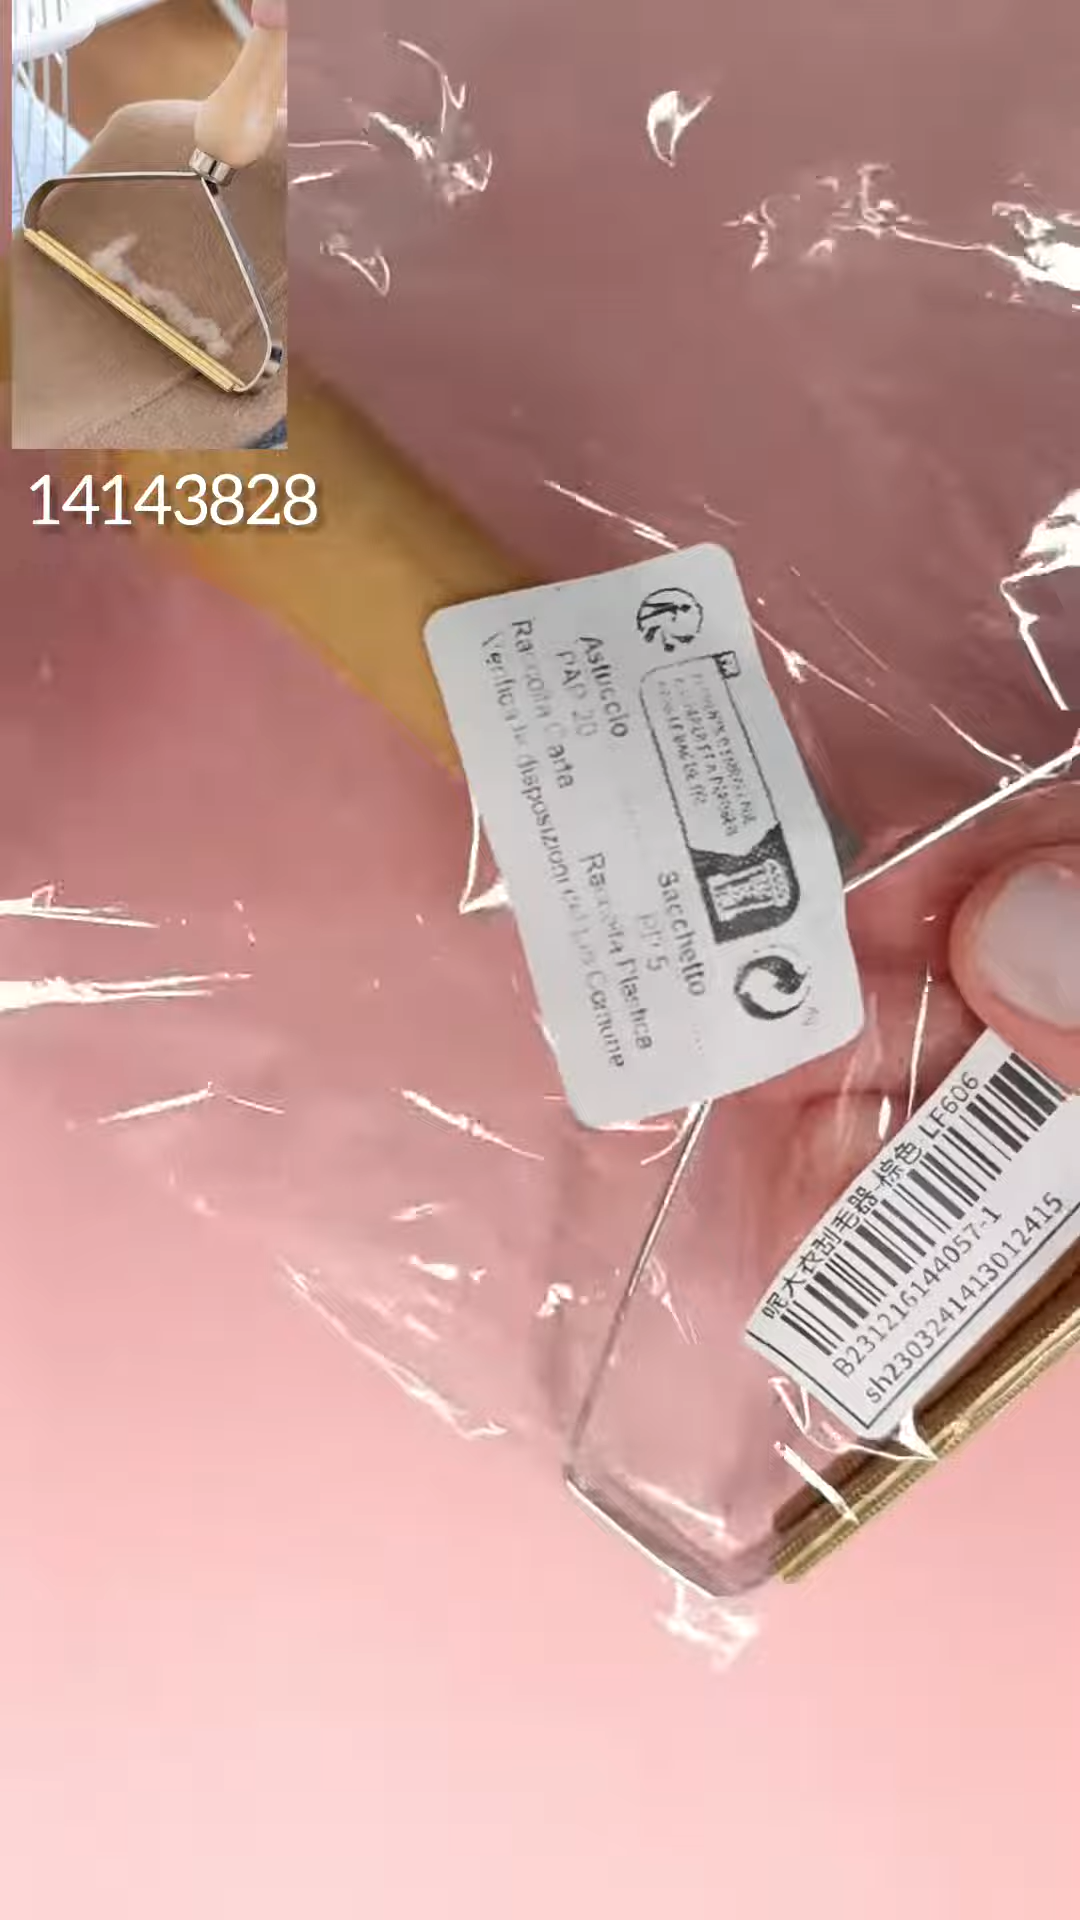 14143828
Astuccio
PAP 20
Raccolta Carta
Sacchetto
PP 5
Raccolta Plastica
Verifica le disposizioni del tuo Comune
呢大衣刮毛器-棕色 LF606
B231216144057-1
sh2303241413012415